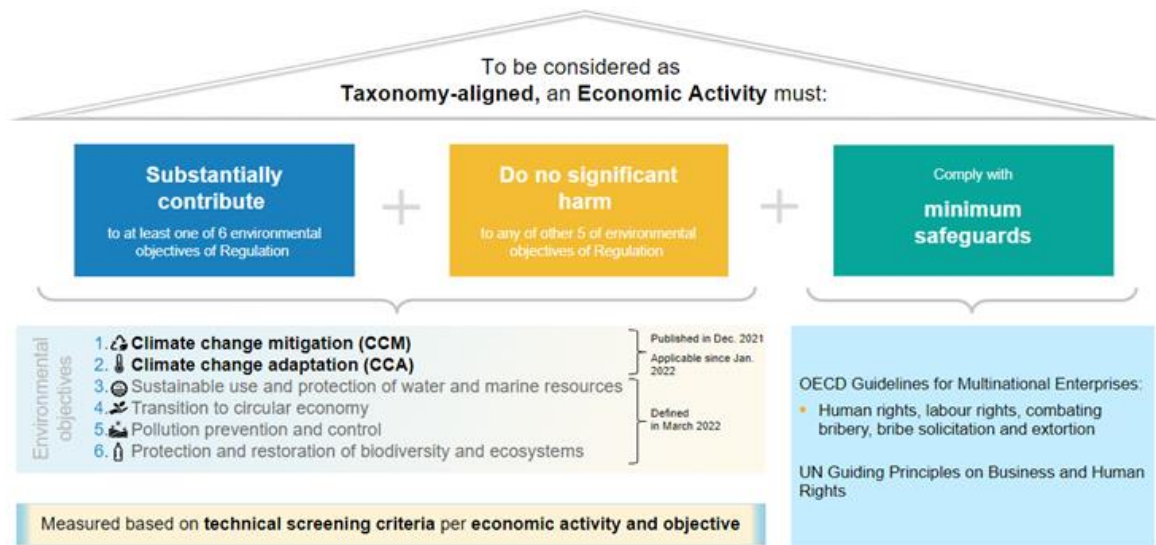 To be considered as
Taxonomy-aligned, an Economic Activity must:
Substantially
contribute
to at least one of 6 environmental
objectives of Regulation
+
Do no significant
harm
to any of other 5 of environmental
objectives of Regulation
+
Comply with
minimum
safeguards
Environmental
objectives
1. Climate change mitigation (CCM)
2. Climate change adaptation (CCA)
3. Sustainable use and protection of water and marine resources
4. Transition to circular economy
5. Pollution prevention and control
6. Protection and restoration of biodiversity and ecosystems
Published in Dec. 2021
Applicable since Jan.
2022
Defined
in March 2022
Measured based on technical screening criteria per economic activity and objective
OECD Guidelines for Multinational Enterprises:
• Human rights, labour rights, combating
bribery, bribe solicitation and extortion
UN Guiding Principles on Business and Human
Rights